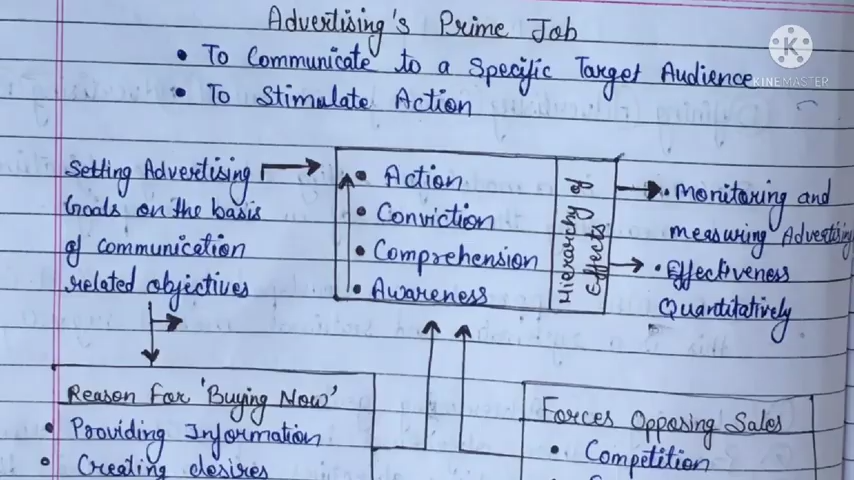 Advertising's Prime Job
• To Communicate to a Specific Target Audience
• To Stimulate Action
K
KINEMASTER
Setting Advertising
Goals on the basis
of communication
related objectives
• Action
• Conviction
• Comprehension
• Awareness
Hierarchy of
Effects
• Monitoring and
measuring Advertising
• Effectiveness
Quantitatively
Reason For 'Buying Now'
• Providing Information
• Creating desires
Forces Opposing Sales
• Competition